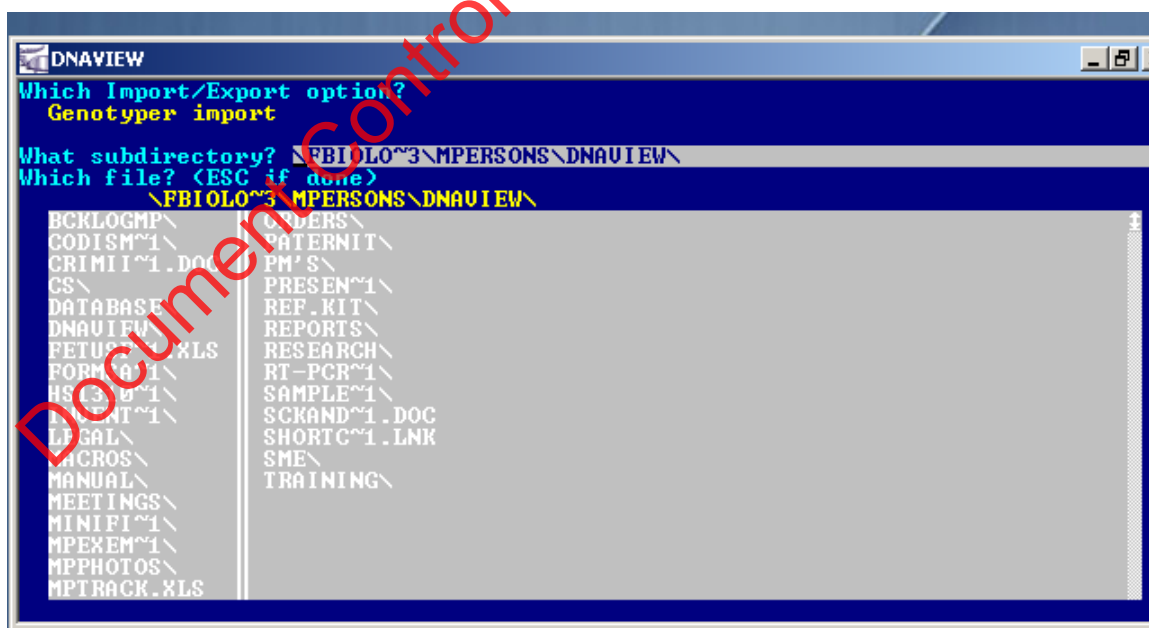 DNAVIEW
Which Import/Export option?
Genotyper import
What subdirectory? \FBIOLO~3\MPERSONS\DNAVIEW\
Which file? (ESC if done)
\FBIOLO~3\MPERSONS\DNAVIEW\
BCKLOGMP\
CODISM~1\
CRIMII~1.DOC
CS\
DATABASE\
DNAVIEW\
MANUAL\
MEETINGS\
MINIFI~1\
MPEXEM~1\
MPPHOTOS\
MPTRACK.XLS
LEGAL\
MACROS\
ORDERS\
PATERNIT\
PM'S\
PRESEN~1\
REF.KIT\
REPORTS\
RESEARCH\
RT-PCR~1\
SAMPLE~1\
SCKAND~1.DOC
SHORTC~1.LNK
SME\
TRAINING\
Document Control